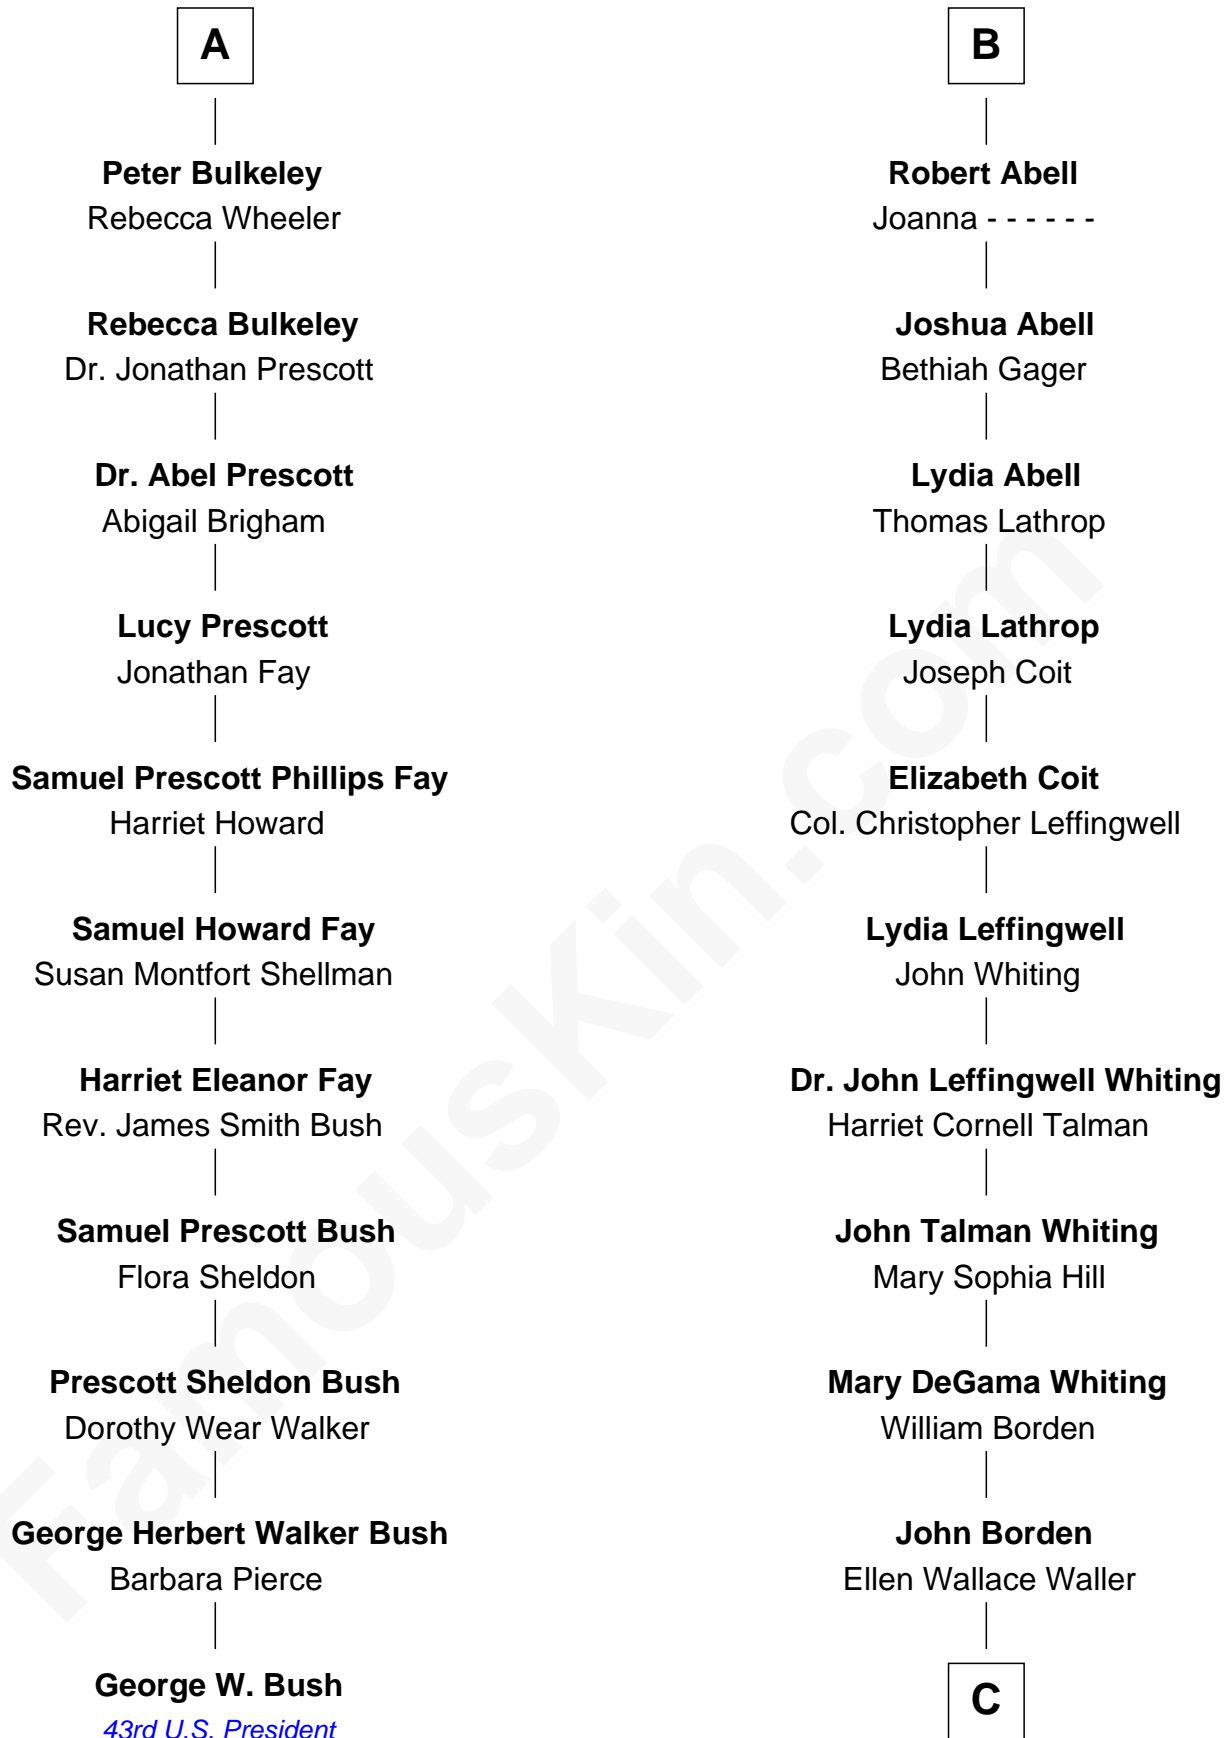 A
Peter Bulkeley
Rebecca Wheeler
Rebecca Bulkeley
Dr. Jonathan Prescott
Dr. Abel Prescott
Abigail Brigham
Lucy Prescott
Jonathan Fay
Samuel Prescott Phillips Fay
Harriet Howard
Samuel Howard Fay
Susan Montfort Shellman
Harriet Eleanor Fay
Rev. James Smith Bush
Samuel Prescott Bush
Flora Sheldon
Prescott Sheldon Bush
Dorothy Wear Walker
George Herbert Walker Bush
Barbara Pierce
George W. Bush
43rd U.S. President
B
Robert Abell
Joanna - - - - - -
Joshua Abell
Bethiah Gager
Lydia Abell
Thomas Lathrop
Lydia Lathrop
Joseph Coit
Elizabeth Coit
Col. Christopher Leffingwell
Lydia Leffingwell
John Whiting
Dr. John Leffingwell Whiting
Harriet Cornell Talman
John Talman Whiting
Mary Sophia Hill
Mary DeGama Whiting
William Borden
John Borden
Ellen Wallace Waller
C
FamousKin.com